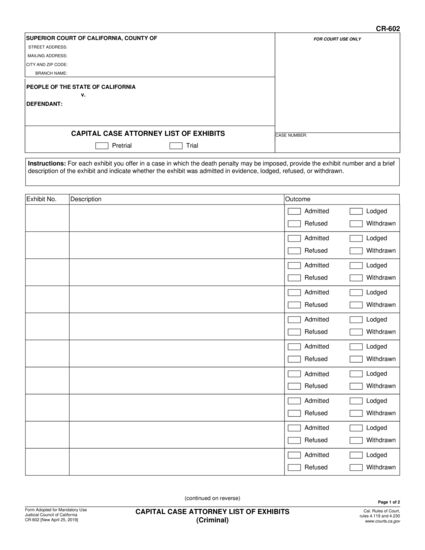 CR-602
SUPERIOR COURT OF CALIFORNIA, COUNTY OF
STREET ADDRESS:
MAILING ADDRESS:
CITY AND ZIP CODE:
BRANCH NAME:
FOR COURT USE ONLY
PEOPLE OF THE STATE OF CALIFORNIA
v.
DEFENDANT:
CAPITAL CASE ATTORNEY LIST OF EXHIBITS
Pretrial Trial
CASE NUMBER:
Instructions: For each exhibit you offer in a case in which the death penalty may be imposed, provide the exhibit number and a brief
description of the exhibit and indicate whether the exhibit was admitted in evidence, lodged, refused, or withdrawn.
Exhibit No. Description Outcome
Admitted Lodged
Refused Withdrawn
Admitted Lodged
Refused Withdrawn
Admitted Lodged
Refused Withdrawn
Admitted Lodged
Refused Withdrawn
Admitted Lodged
Refused Withdrawn
Admitted Lodged
Refused Withdrawn
Admitted Lodged
Refused Withdrawn
Admitted Lodged
Refused Withdrawn
Admitted Lodged
Refused Withdrawn
Admitted Lodged
Refused Withdrawn
(continued on reverse)
Page 1 of 2
Form Adopted for Mandatory Use
Judicial Council of California
CR-602 [New April 25, 2019]
CAPITAL CASE ATTORNEY LIST OF EXHIBITS
(Criminal)
Cal. Rules of Court,
rules 4.119 and 4.230
www.courts.ca.gov